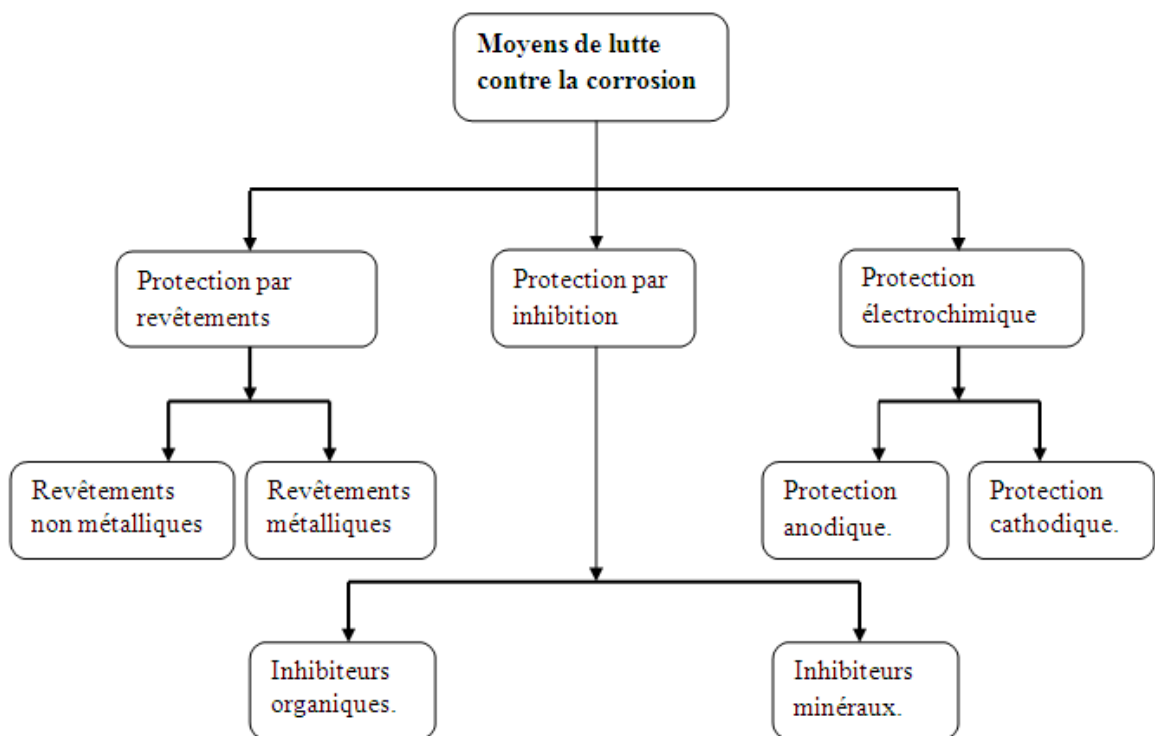 Moyens de lutte
contre la corrosion
Protection par
revêtements
Protection par
inhibition
Protection
électrochimique
Revêtements
non métalliques
Revêtements
métalliques
Protection
anodique.
Protection
cathodique.
Inhibiteurs
organiques.
Inhibiteurs
minéraux.